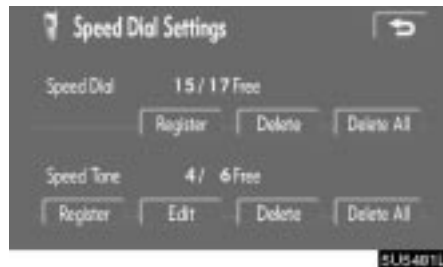 Speed Dial Settings
Speed Dial 15/17 Free
Register Delete Delete All
Speed Tone 4/ 6 Free
Register Edit Delete Delete All
5U5401L